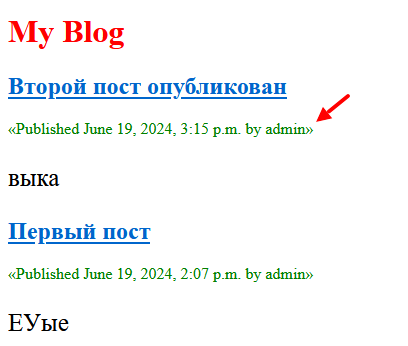 My Blog
Второй пост опубликован
«Published June 19, 2024, 3:15 p.m. by admin»
выка
Первый пост
«Published June 19, 2024, 2:07 p.m. by admin»
ЕУые